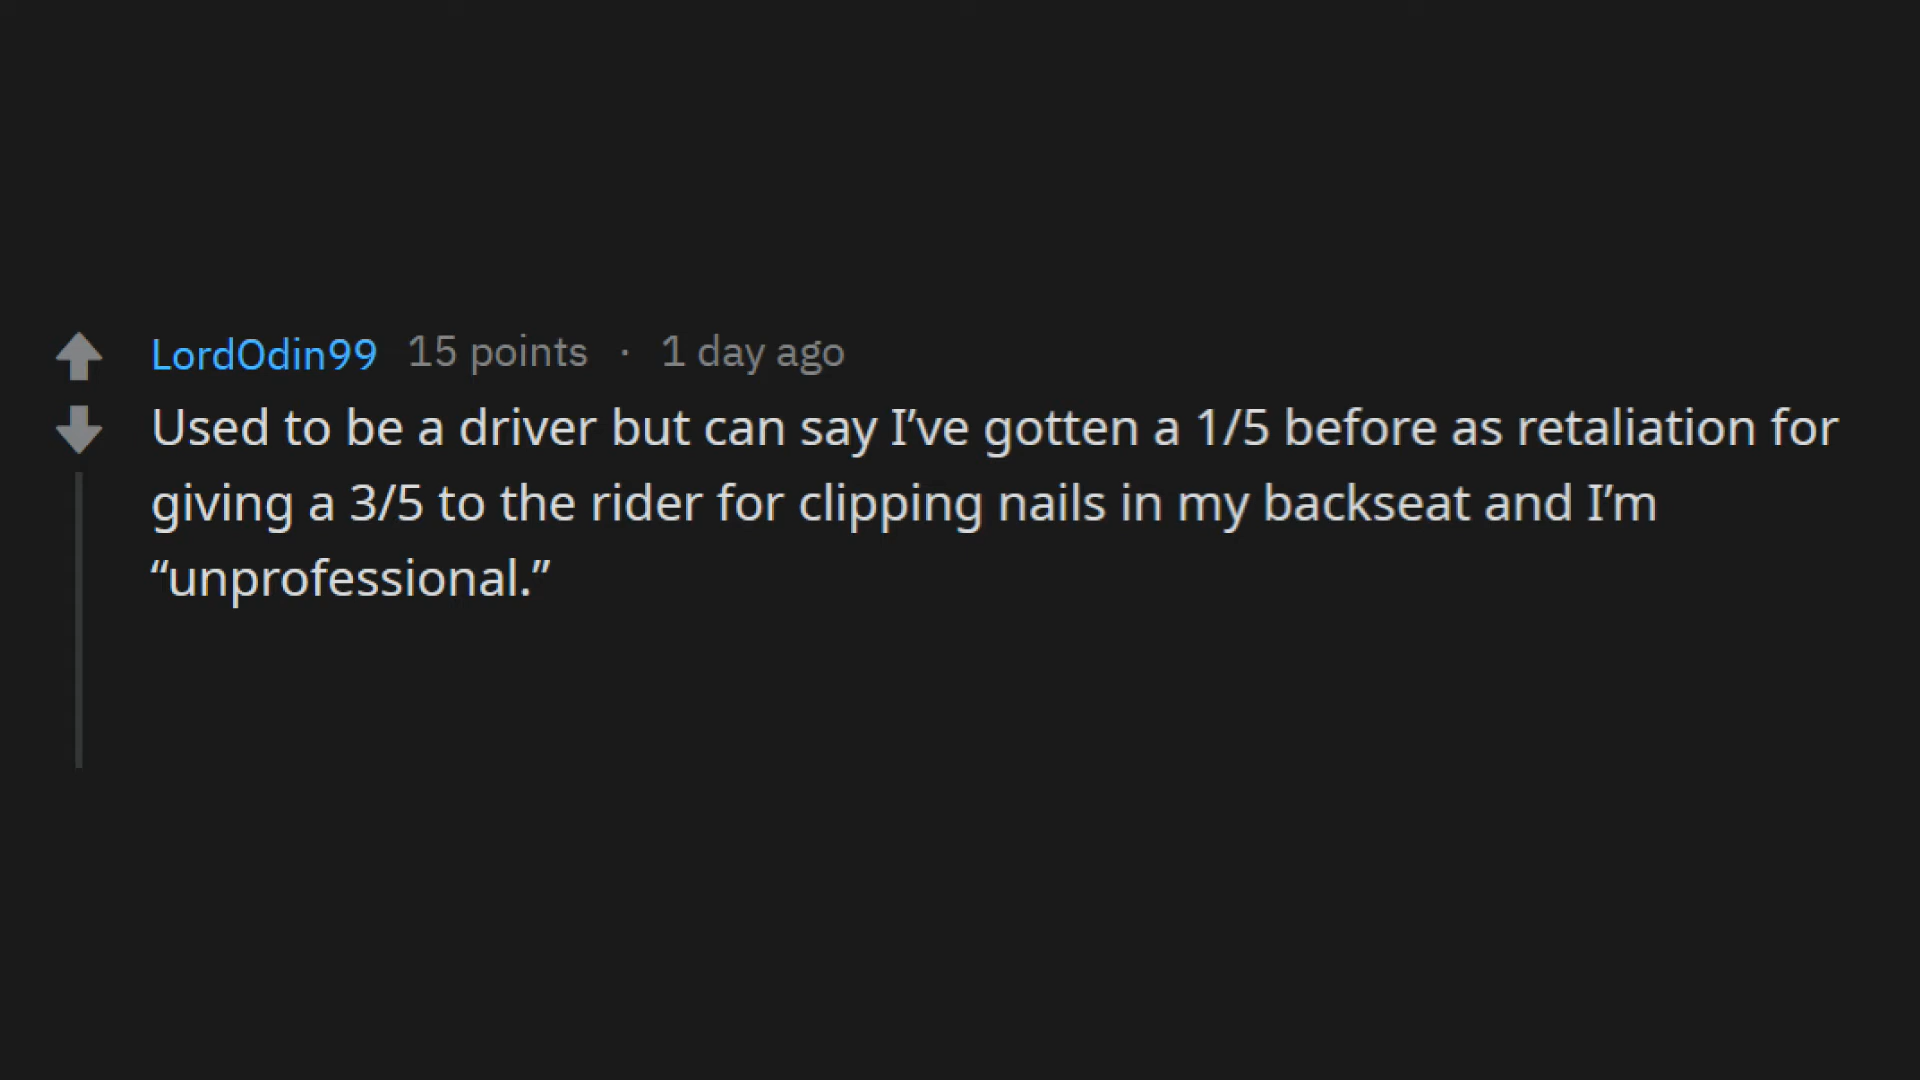 LordOdin99 15 points · 1 day ago
Used to be a driver but can say I’ve gotten a 1/5 before as retaliation for
giving a 3/5 to the rider for clipping nails in my backseat and I’m
“unprofessional.”